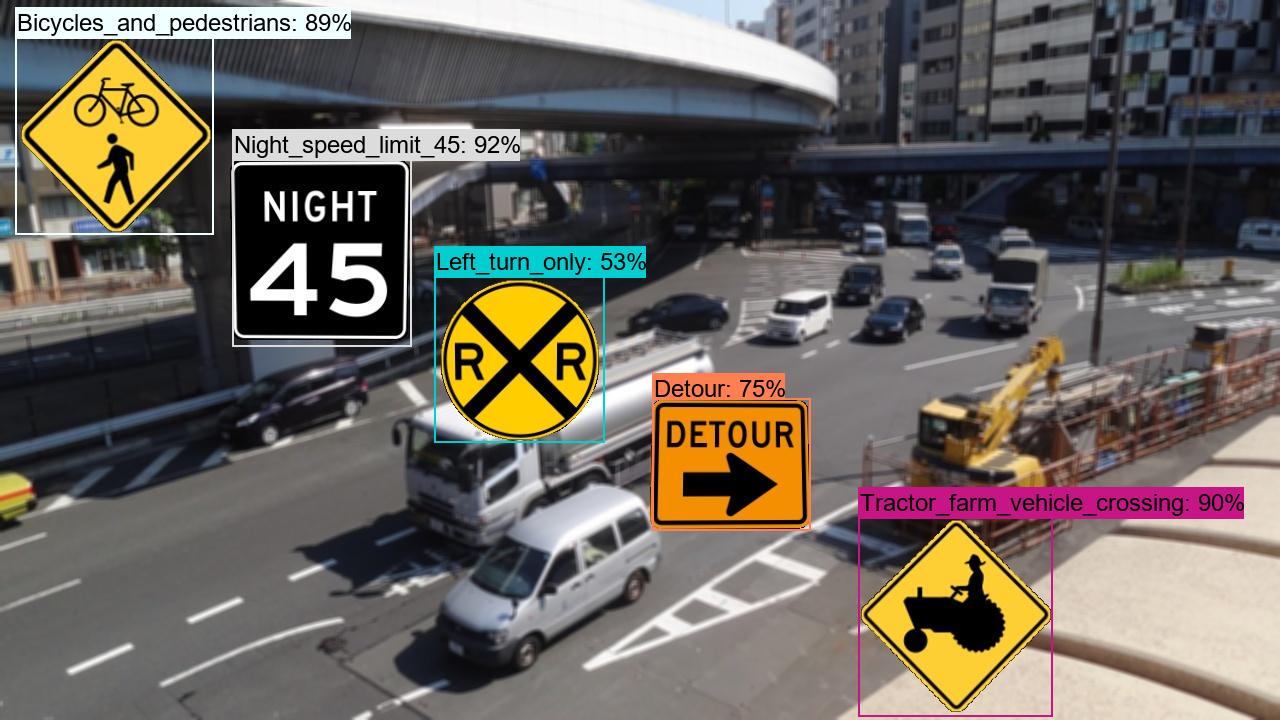 Bicycles_and_pedestrians: 89%
Night_speed_limit_45: 92%
NIGHT
45
Left_turn_only: 53%
R R
Detour: 75%
DETOUR
Tractor_farm_vehicle_crossing: 90%